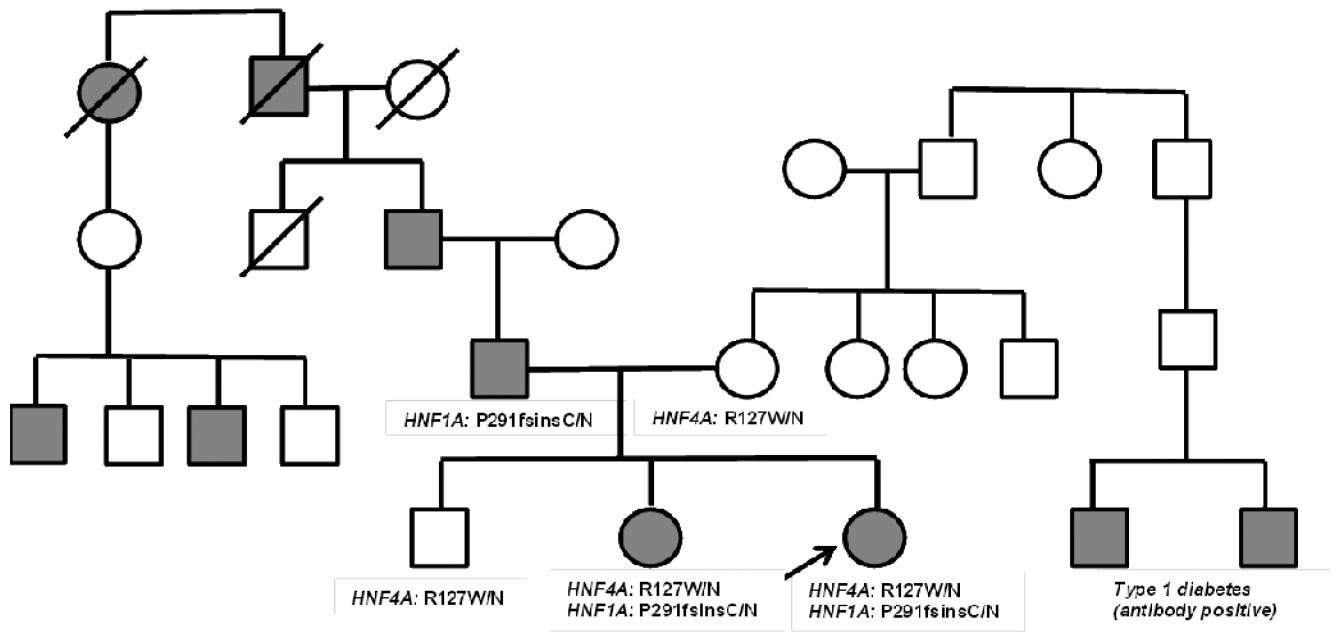 HNF1A: P291fsinsC/N
HNF4A: R127W/N
HNF4A: R127W/N
HNF4A: R127W/N
HNF1A: P291fsinsC/N
HNF4A: R127W/N
HNF1A: P291fsinsC/N
Type 1 diabetes
(antibody positive)